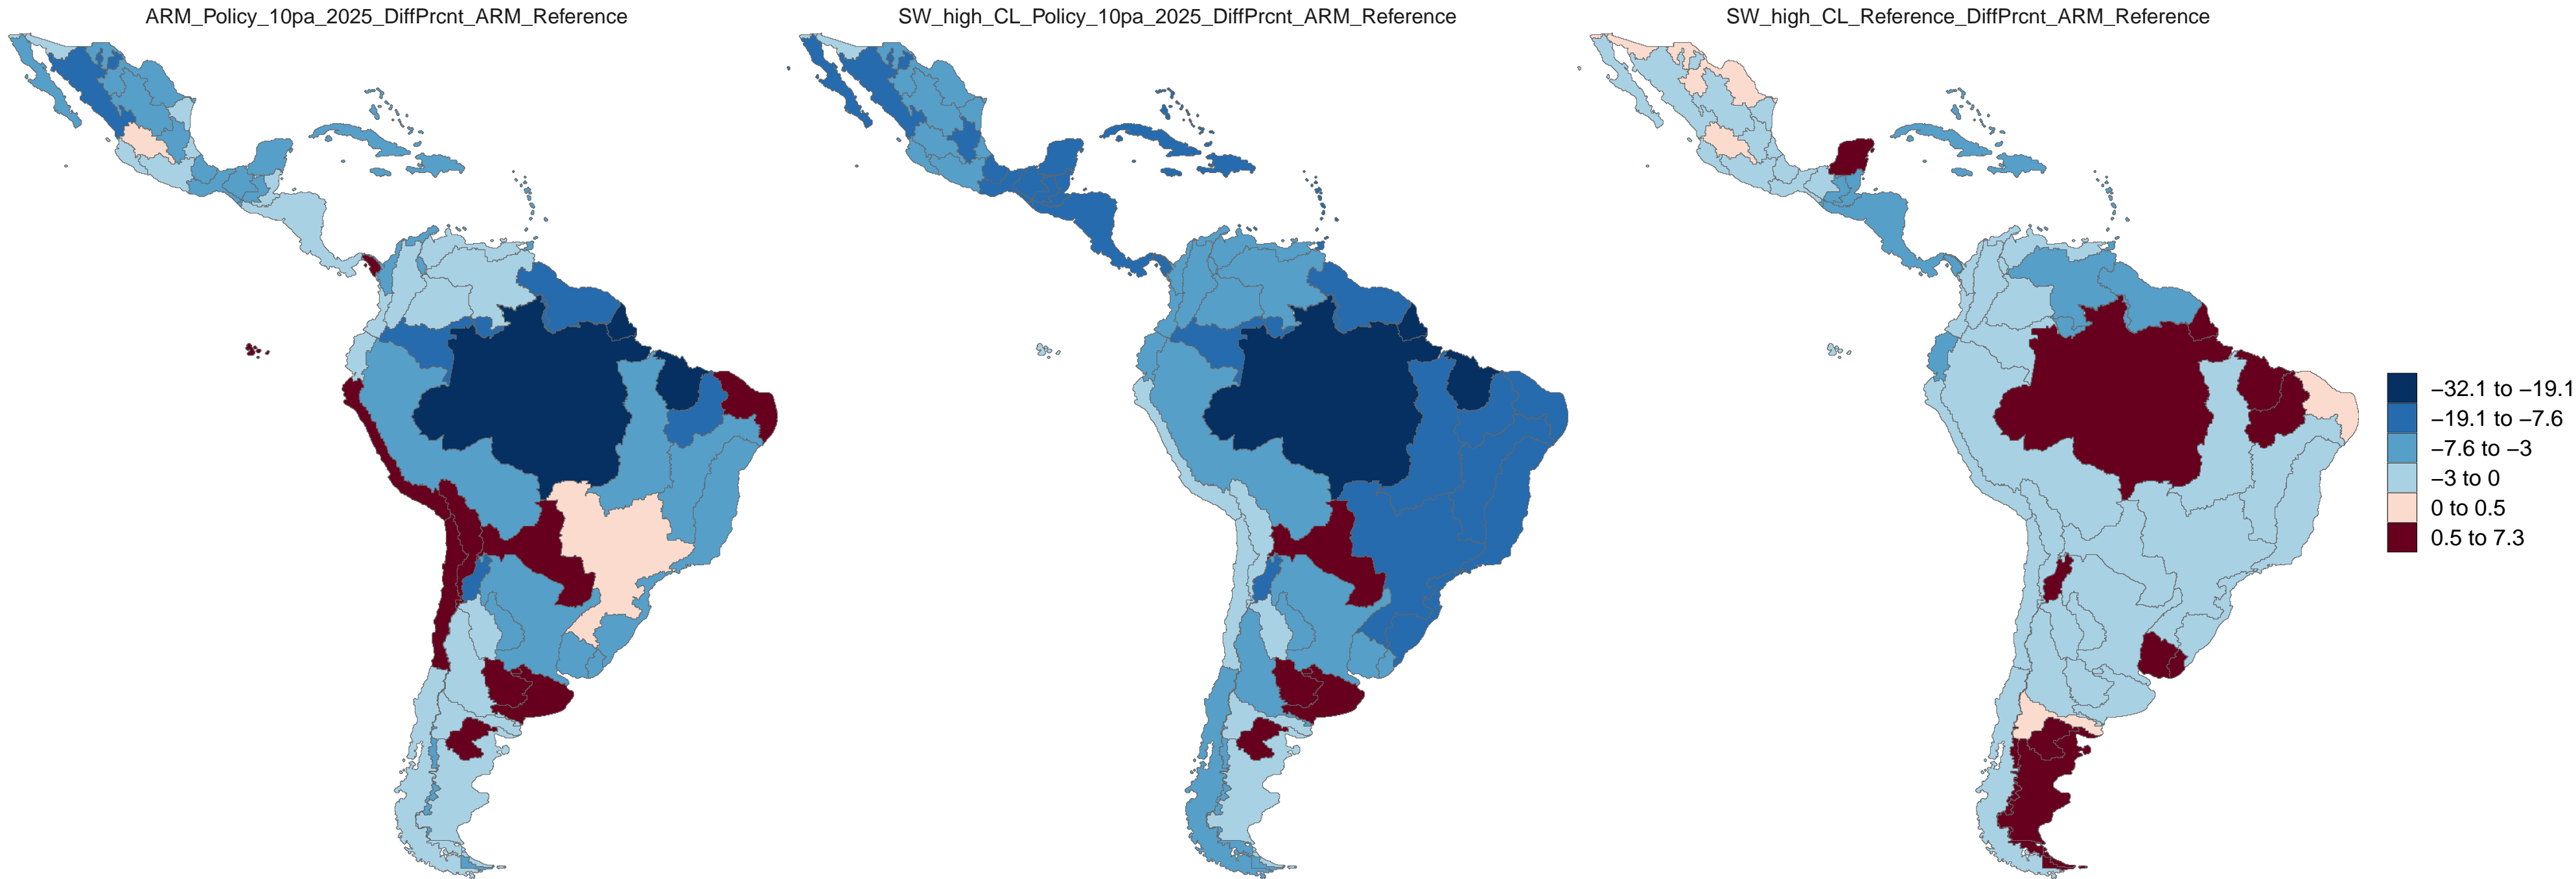 ARM_Policy_10pa_2025_DiffPrcnt_ARM_Reference
SW_high_CL_Policy_10pa_2025_DiffPrcnt_ARM_Reference
SW_high_CL_Reference_DiffPrcnt_ARM_Reference
−32.1 to −19.1
−19.1 to −7.6
−7.6 to −3
−3 to 0
0 to 0.5
0.5 to 7.3